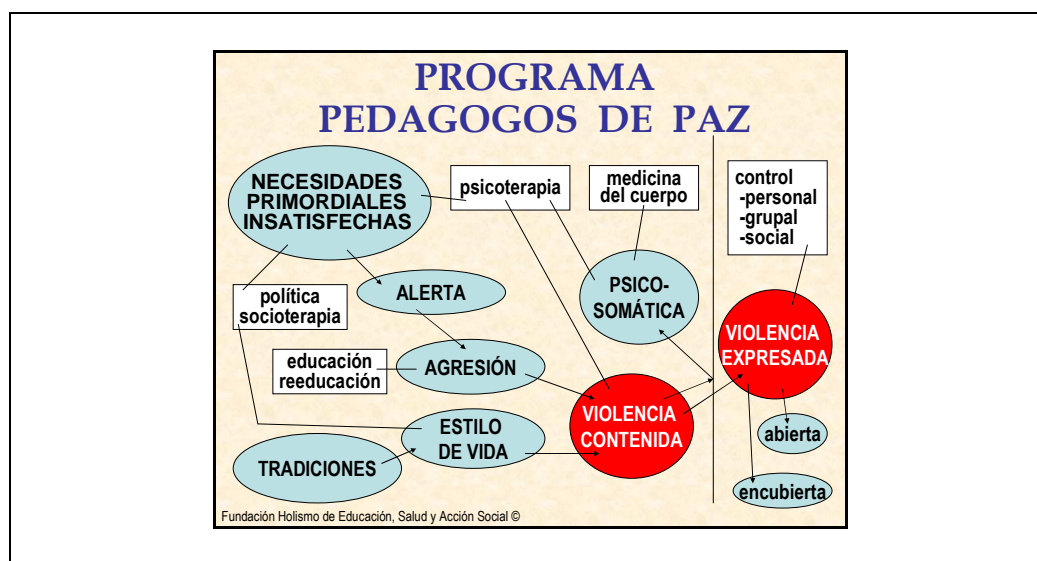 PROGRAMA
PEDAGOGOS DE PAZ
NECESIDADES
PRIMORDIALES
INSATISFECHAS
psicoterapia
medicina
del cuerpo
control
-personal
-grupal
-social
política
socioterapia
ALERTA
PSICO-
SOMÁTICA
VIOLENCIA
EXPRESADA
educación
reeducación
AGRESIÓN
VIOLENCIA
CONTENIDA
ESTILO
DE VIDA
TRADICIONES
abierta
encubierta
Fundación Holismo de Educación, Salud y Acción Social ©